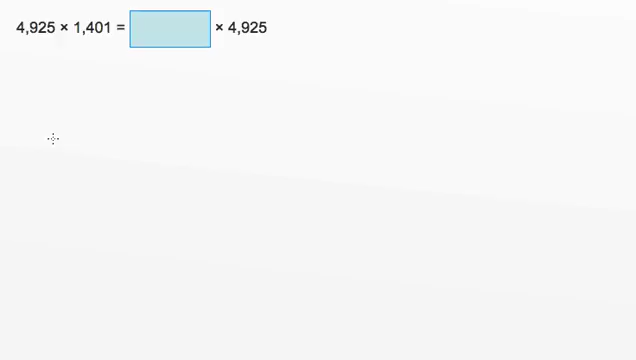 4,925 × 1,401 = × 4,925